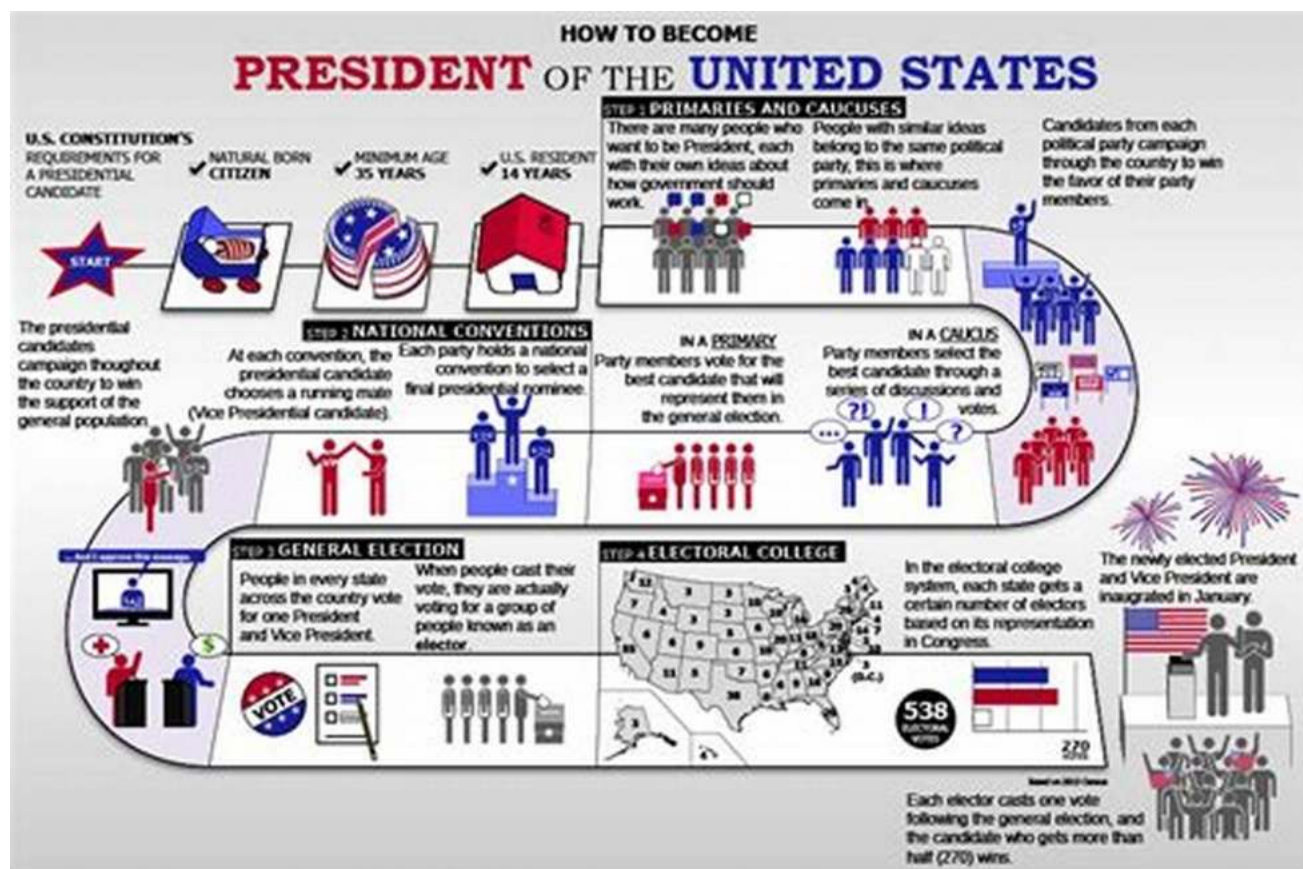 HOW TO BECOME
PRESIDENT OF THE UNITED STATES
U.S. CONSTITUTION'S
REQUIREMENTS FOR
A PRESIDENTIAL
CANDIDATE
NATURAL BORN
CITIZEN
MINIMUM AGE
35 YEARS
U.S. RESIDENT
14 YEARS
START
STEP 1 PRIMARIES AND CAUCUSES
There are many people who
want to be President, each
with their own ideas about
how government should
work.
People with similar ideas
belong to the same political
party, this is where
primaries and caucuses
come in.
Candidates from each
political party campaign
through the country to win
the favor of their party
members.
IN A CAUCUS
Party members select the
best candidate through a
series of discussions and
votes.
?!
!
...
?
IN A PRIMARY
Party members vote for the
best candidate that will
represent them in
the general election.
STEP 2 NATIONAL CONVENTIONS
Each party holds a national
convention to select a
final presidential nominee.
At each convention, the
presidential candidate
chooses a running mate
(Vice Presidential candidate).
The presidential
candidates
campaign thoughout
the country to win
the support of the
general population.
...And I approve this message.
$
STEP 3 GENERAL ELECTION
People in every state
across the country vote
for one President
and Vice President.
When people cast their
vote, they are actually
voting for a group of
people known as an
elector.
VOTE
STEP 4 ELECTORAL COLLEGE
(D.C.)
In the electoral college
system, each state gets a
certain number of electors
based on its representation
in Congress.
538
ELECTORAL
VOTES
270
VOTES
Each elector casts one vote
following the general election, and
the candidate who gets more than
half (270) wins.
The newly elected President
and Vice President are
inaugrated in January.